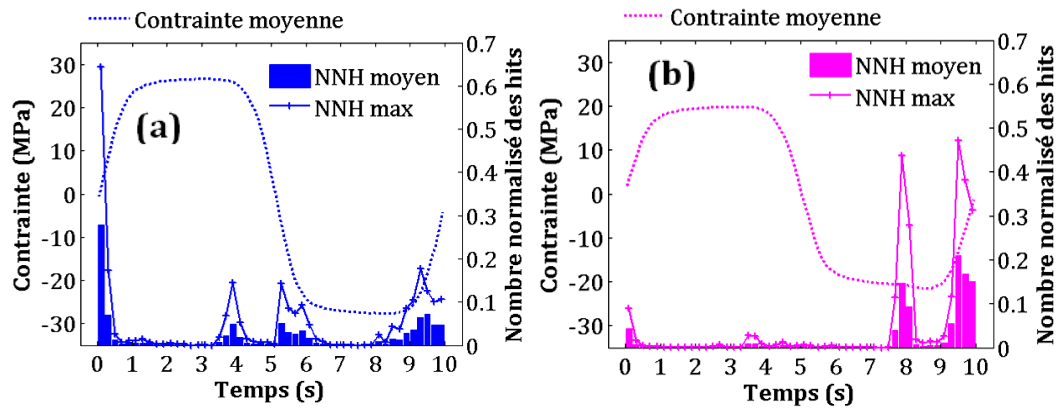 Contrainte moyenne
Contrainte (MPa)
30
20
10
0
-10
-20
-30
(a)
NNH moyen
NNH max
0.7
0.6
0.5
0.4
0.3
0.2
0.1
0
Nombre normalisé des hits
0 1 2 3 4 5 6 7 8 9 10
Temps (s)
Contrainte moyenne
Contrainte (MPa)
30
20
10
0
-10
-20
-30
(b)
NNH moyen
NNH max
0.7
0.6
0.5
0.4
0.3
0.2
0.1
0
Nombre normalisé des hits
0 1 2 3 4 5 6 7 8 9 10
Temps (s)